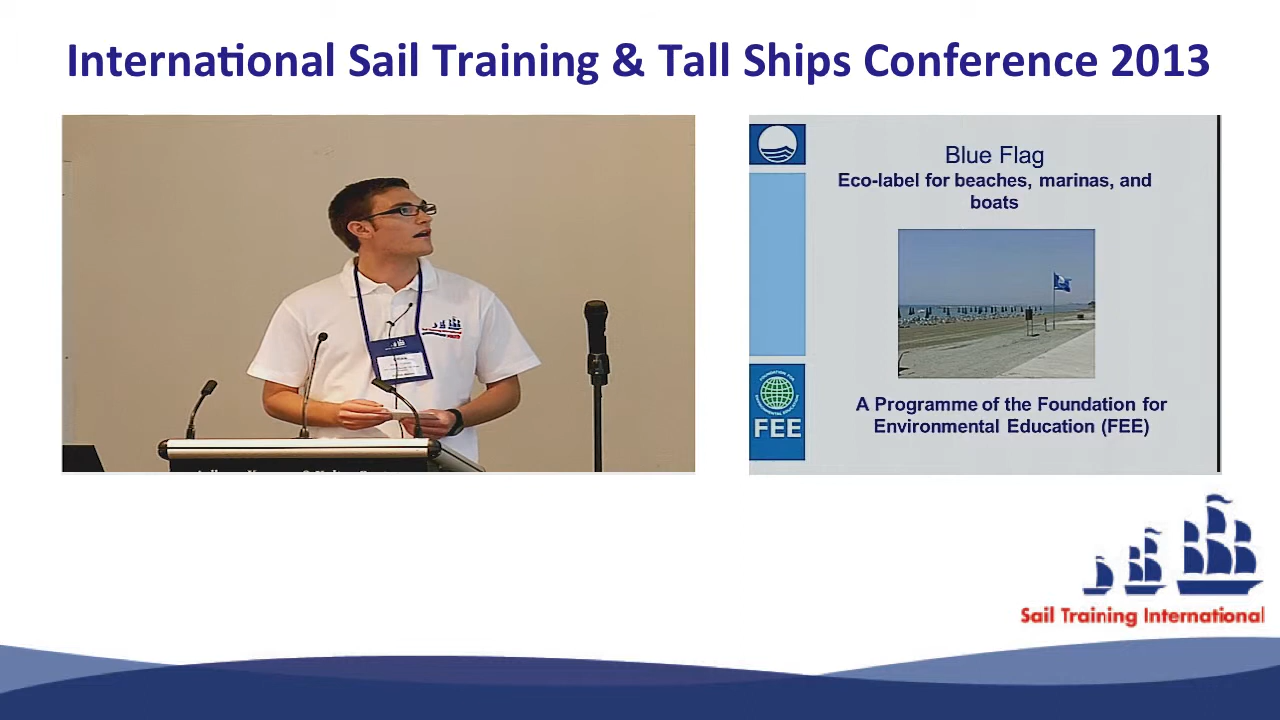 International Sail Training & Tall Ships Conference 2013
Blue Flag
Eco-label for beaches, marinas, and
boats
A Programme of the Foundation for
Environmental Education (FEE)
FEE
Sail Training International